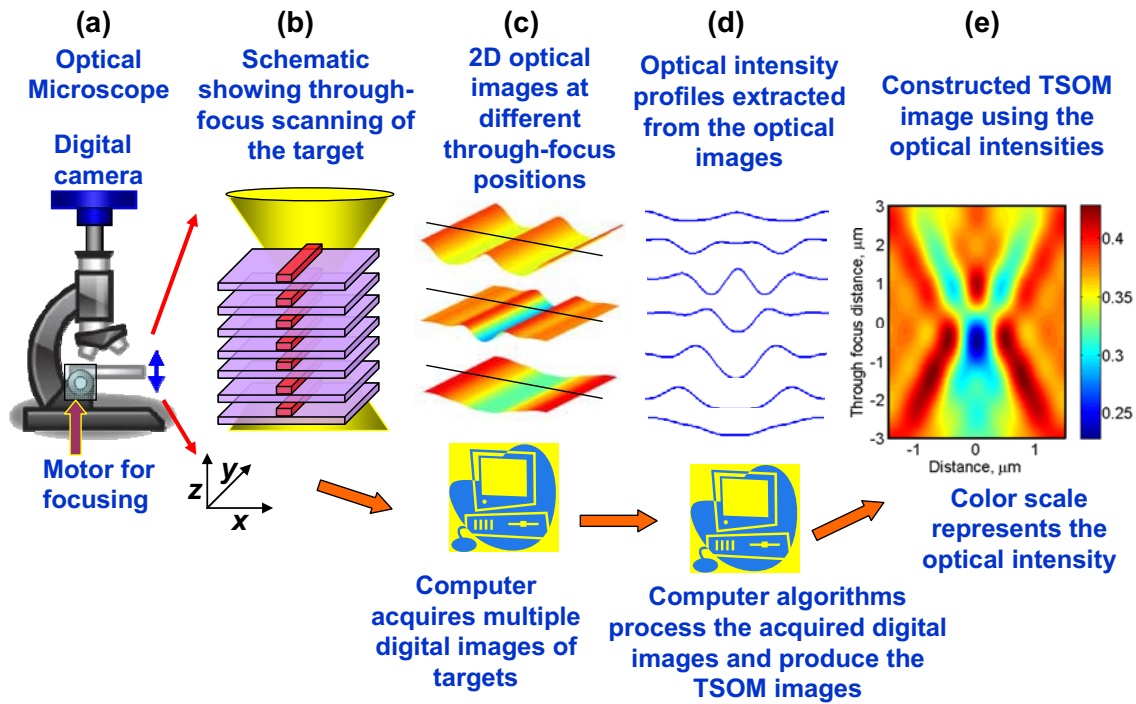 (a)
Optical
Microscope
Digital
camera
Motor for
focusing
(b)
Schematic
showing through-
focus scanning of
the target
z
y
x
(c)
2D optical
images at
different
through-focus
positions
Computer
acquires multiple
digital images of
targets
(d)
Optical intensity
profiles extracted
from the optical
images
Computer algorithms
process the acquired digital
images and produce the
TSOM images
(e)
Constructed TSOM
image using the
optical intensities
Through focus distance, μm
3
2
1
0
-1
-2
-3
-1
0
1
Distance, μm
0.4
0.35
0.3
0.25
Color scale
represents the
optical intensity